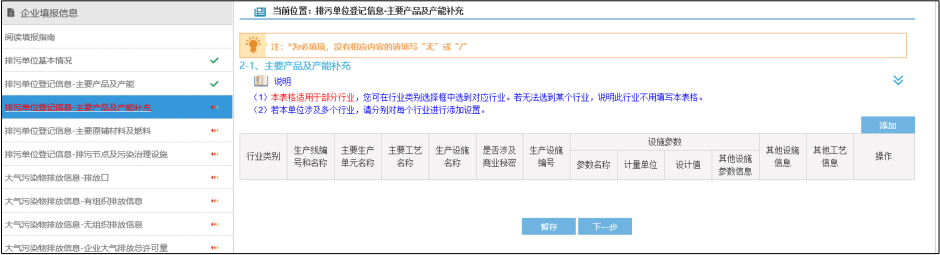 企业填报信息
阅读填报指南
排污单位基本情况
排污单位登记信息-主要产品及产能
排污单位登记信息-主要产品及产能补充
排污单位登记信息-主要原辅材料及燃料
排污单位登记信息-排污节点及污染治理设施
大气污染物排放信息-排放口
大气污染物排放信息-有组织排放信息
大气污染物排放信息-无组织排放信息
大气污染物排放信息-企业大气排放总许可量
当前位置：排污单位登记信息-主要产品及产能补充
注：*为必填项，没有相应内容的请填写“无”或“/”
2-1、主要产品及产能补充
说明
（1）本表格适用于部分行业，您可在行业类别选择框中选到对应行业。若无法选到某个行业，说明此行业不用填写本表格。
（2）若本单位涉及多个行业，请分别对每个行业进行添加设置。
添加
行业类别 生产线编号和名称 主要生产单元名称 主要工艺名称 生产设施名称 是否涉及商业秘密 生产设施编号 设施参数 其他设施信息 其他工艺信息 操作
参数名称 计量单位 设计值 其他设施参数信息
暂存 下一步